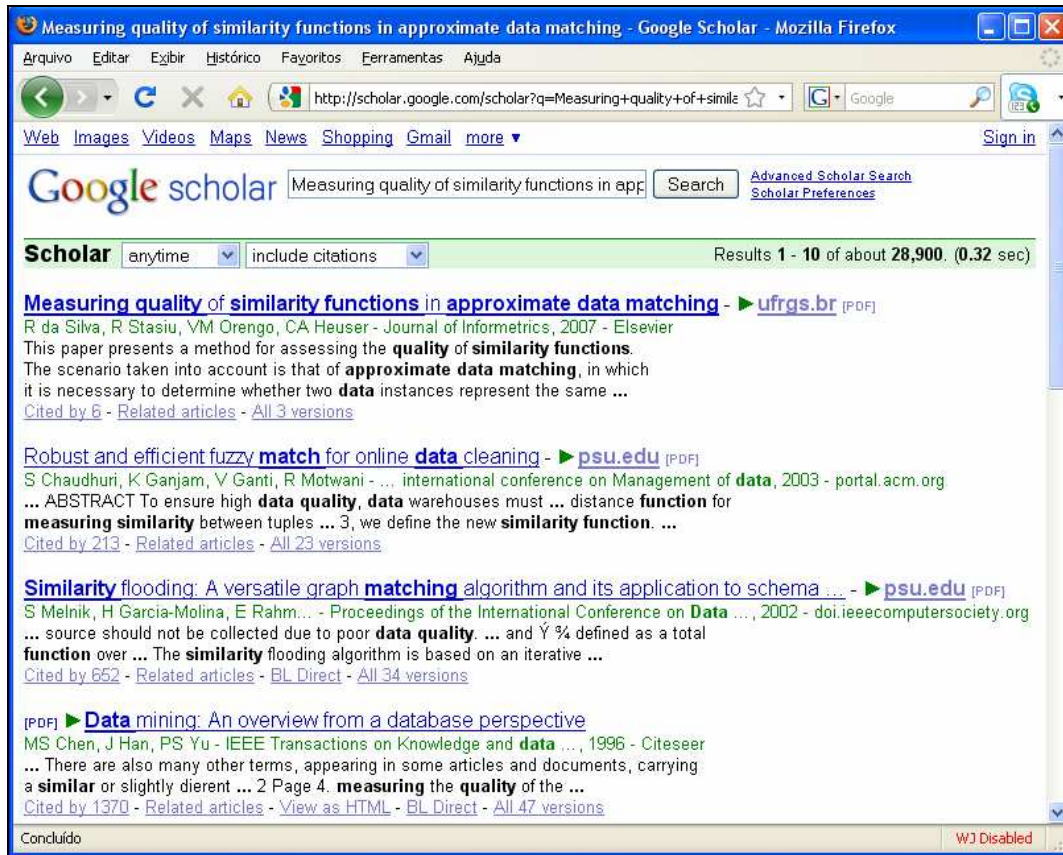 Measuring quality of similarity functions in approximate data matching - Google Scholar - Mozilla Firefox
Arquivo Editar Exibir Histórico Favoritos Ferramentas Ajuda
http://scholar.google.com/scholar?q=Measuring+quality+of+simila G Google
Web Images Videos Maps News Shopping Gmail more ▼ Sign in
Google scholar Measuring quality of similarity functions in app Search Advanced Scholar Search
Scholar Preferences
Scholar anytime include citations Results 1 - 10 of about 28,900. (0.32 sec)
Measuring quality of similarity functions in approximate data matching - ►ufrgs.br [PDF]
R da Silva, R Stasiu, VM Orengo, CA Heuser - Journal of Informetrics, 2007 - Elsevier
This paper presents a method for assessing the quality of similarity functions.
The scenario taken into account is that of approximate data matching, in which
it is necessary to determine whether two data instances represent the same ...
Cited by 6 - Related articles - All 3 versions
Robust and efficient fuzzy match for online data cleaning - ►psu.edu [PDF]
S Chaudhuri, K Ganjam, V Ganti, R Motwani - ... international conference on Management of data, 2003 - portal.acm.org
... ABSTRACT To ensure high data quality, data warehouses must ... distance function for
measuring similarity between tuples ... 3, we define the new similarity function. ...
Cited by 213 - Related articles - All 23 versions
Similarity flooding: A versatile graph matching algorithm and its application to schema ... - ►psu.edu [PDF]
S Melnik, H Garcia-Molina, E Rahm... - Proceedings of the International Conference on Data ..., 2002 - doi.ieeecomputersociety.org
... source should not be collected due to poor data quality. ... and Ý ¾ defined as a total
function over ... The similarity flooding algorithm is based on an iterative ...
Cited by 652 - Related articles - BL Direct - All 34 versions
[PDF] ►Data mining: An overview from a database perspective
MS Chen, J Han, PS Yu - IEEE Transactions on Knowledge and data ..., 1996 - Citeseer
... There are also many other terms, appearing in some articles and documents, carrying
a similar or slightly dierent ... 2 Page 4. measuring the quality of the ...
Cited by 1370 - Related articles - View as HTML - BL Direct - All 47 versions
Concluído WJ Disabled